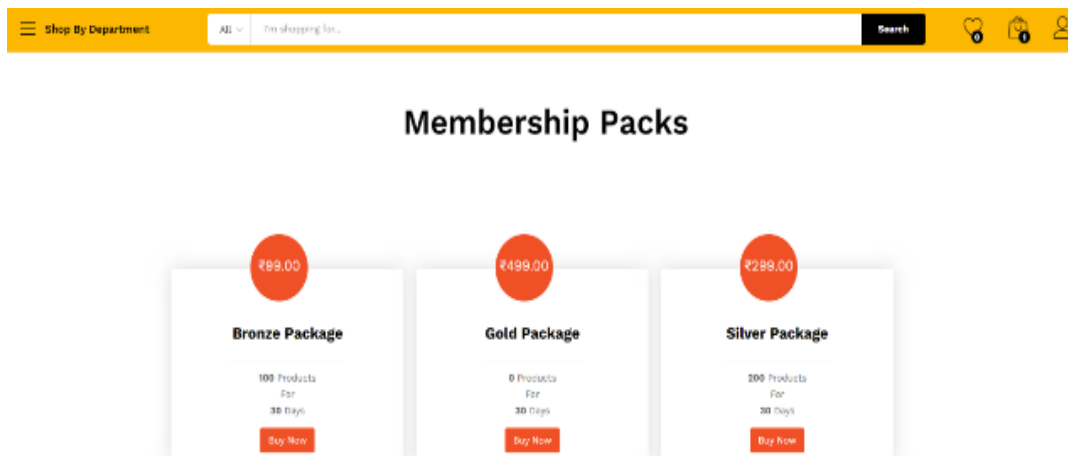 Shop By Department
All
I'm shopping for...
Search
0
1
Membership Packs
₹99.00
Bronze Package
100 Products
For
30 Days
Buy Now
₹499.00
Gold Package
0 Products
For
30 Days
Buy Now
₹299.00
Silver Package
200 Products
For
30 Days
Buy Now